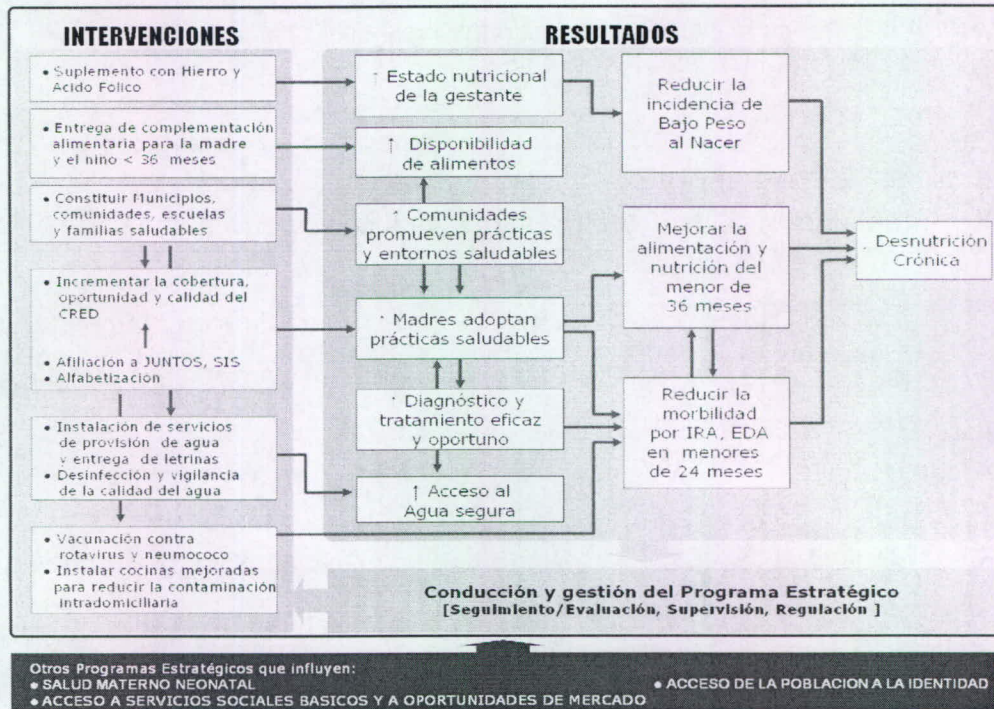 INTERVENCIONES
• Suplemento con Hierro y
Acido Folico
• Entrega de complementación
alimentaria para la madre
y el nino < 36 meses
• Constituir Municipios,
comunidades, escuelas
y familias saludables
• Incrementar la cobertura,
oportunidad y calidad del
CRED
• Afiliación a JUNTOS, SIS
• Alfabetización
• Instalación de servicios
de provisión de agua
y entrega de letrinas
• Desinfección y vigilancia
de la calidad del agua
• Vacunación contra
rotavirus y neumococo
• Instalar cocinas mejoradas
para reducir la contaminación
intradomiciliaria
RESULTADOS
↑ Estado nutricional
de la gestante
↑ Disponibilidad
de alimentos
Comunidades
promueven prácticas
y entornos saludables
Madres adoptan
prácticas saludables
Diagnóstico y
tratamiento eficaz
y oportuno
↑ Acceso al
Agua segura
Reducir la
incidencia de
Bajo Peso
al Nacer
Mejorar la
alimentación y
nutrición del
menor de
36 meses
Reducir la
morbilidad
por IRA, EDA
en menores
de 24 meses
Desnutrición
Crónica
Conducción y gestión del Programa Estratégico
[Seguimiento/Evaluación, Supervisión, Regulación ]
Otros Programas Estratégicos que influyen:
• SALUD MATERNO NEONATAL
• ACCESO DE LA POBLACION A LA IDENTIDAD
• ACCESO A SERVICIOS SOCIALES BASICOS Y A OPORTUNIDADES DE MERCADO